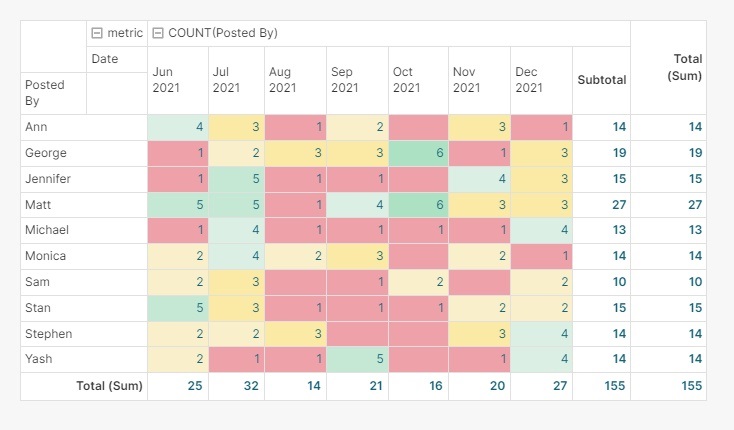 metric COUNT(Posted By)
Date
Jun 2021 Jul 2021 Aug 2021 Sep 2021 Oct 2021 Nov 2021 Dec 2021 Subtotal Total (Sum)
Posted By
Ann 4 3 1 2 3 1 14 14
George 1 2 3 3 6 1 3 19 19
Jennifer 1 5 1 1 4 3 15 15
Matt 5 5 1 4 6 3 3 27 27
Michael 1 4 1 1 1 1 4 13 13
Monica 2 4 2 3 2 1 14 14
Sam 2 3 1 2 2 10 10
Stan 5 3 1 1 1 2 2 15 15
Stephen 2 2 3 3 4 14 14
Yash 2 1 1 5 1 4 14 14
Total (Sum) 25 32 14 21 16 20 27 155 155